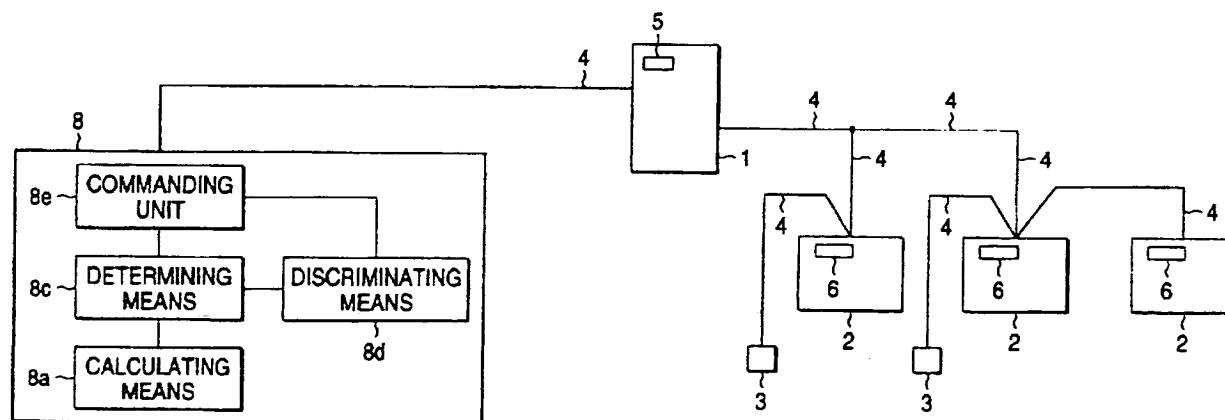 5
4
4
4
8
1
4
4
8e
COMMANDING
UNIT
4
4
4
8c
DETERMINING
MEANS
DISCRIMINATING
MEANS
6
6
6
2
2
2
8d
8a
CALCULATING
MEANS
3
3